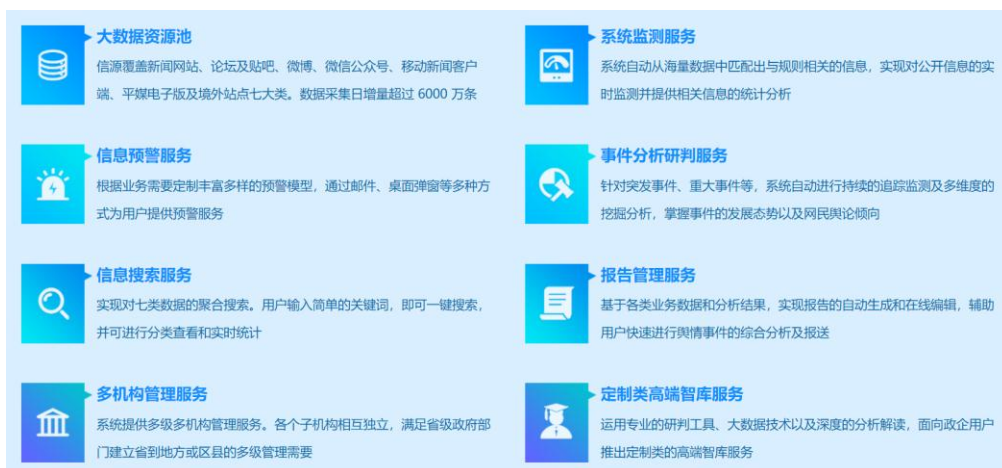 大数据资源池
信源覆盖新闻网站、论坛及贴吧、微博、微信公众号、移动新闻客户
端、平媒电子版及境外站点七大类。数据采集日增量超过 6000 万条
系统监测服务
系统自动从海量数据中匹配出与规则相关的信息，实现对公开信息的实
时监测并提供相关信息的统计分析
信息预警服务
根据业务需要定制丰富多样的预警模型，通过邮件、桌面弹窗等多种方
式为用户提供预警服务
事件分析研判服务
针对突发事件、重大事件等，系统自动进行持续的追踪监测及多维度的
挖掘分析，掌握事件的发展态势以及网民舆论倾向
信息搜索服务
实现对七类数据的聚合搜索。用户输入简单的关键词，即可一键搜索，
并可进行分类查看和实时统计
报告管理服务
基于各类业务数据和分析结果，实现报告的自动生成和在线编辑，辅助
用户快速进行舆情事件的综合分析及报送
多机构管理服务
系统提供多级多机构管理服务。各个子机构相互独立，满足省级政府部
门建立省到地方或区县的多级管理需要
定制类高端智库服务
运用专业的研判工具、大数据技术以及深度的分析解读，面向政企用户
推出定制类的高端智库服务